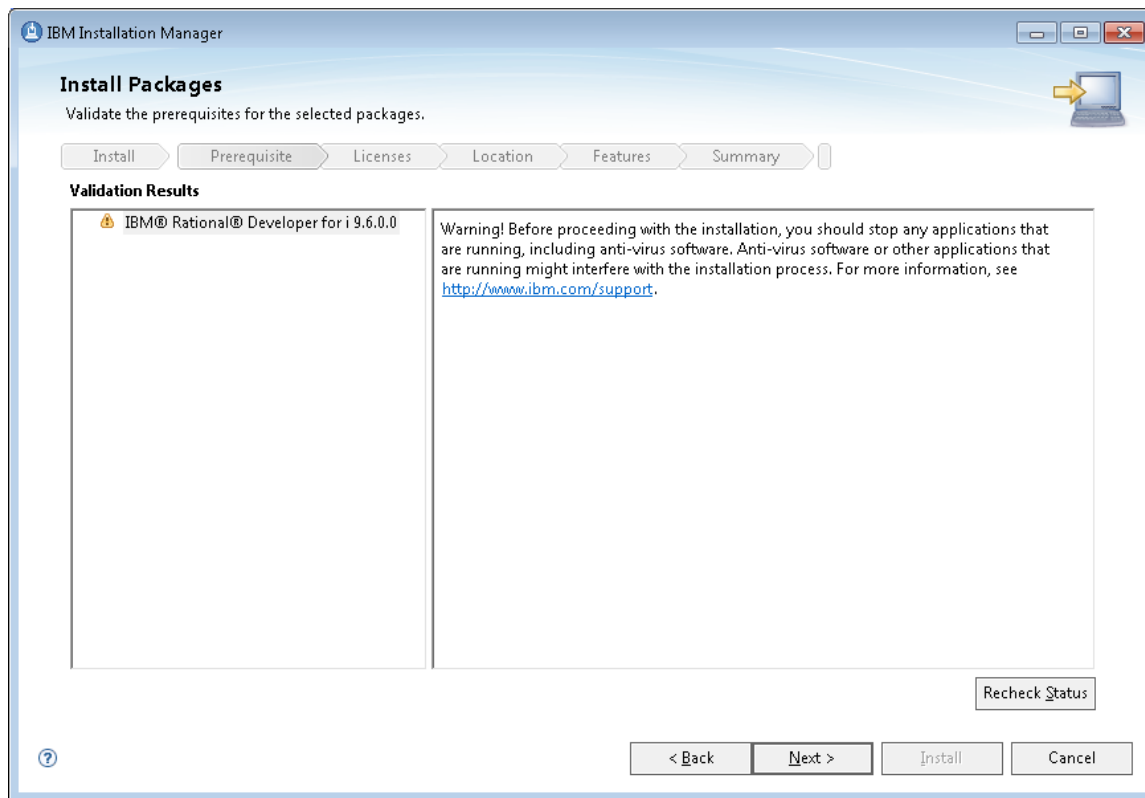 IBM Installation Manager
Install Packages
Validate the prerequisites for the selected packages.
Install
Prerequisite
Licenses
Location
Features
Summary
Validation Results
IBM® Rational® Developer for i 9.6.0.0
Warning! Before proceeding with the installation, you should stop any applications that
are running, including anti-virus software. Anti-virus software or other applications that
are running might interfere with the installation process. For more information, see
http://www.ibm.com/support.
Recheck Status
?
< Back
Next >
Install
Cancel